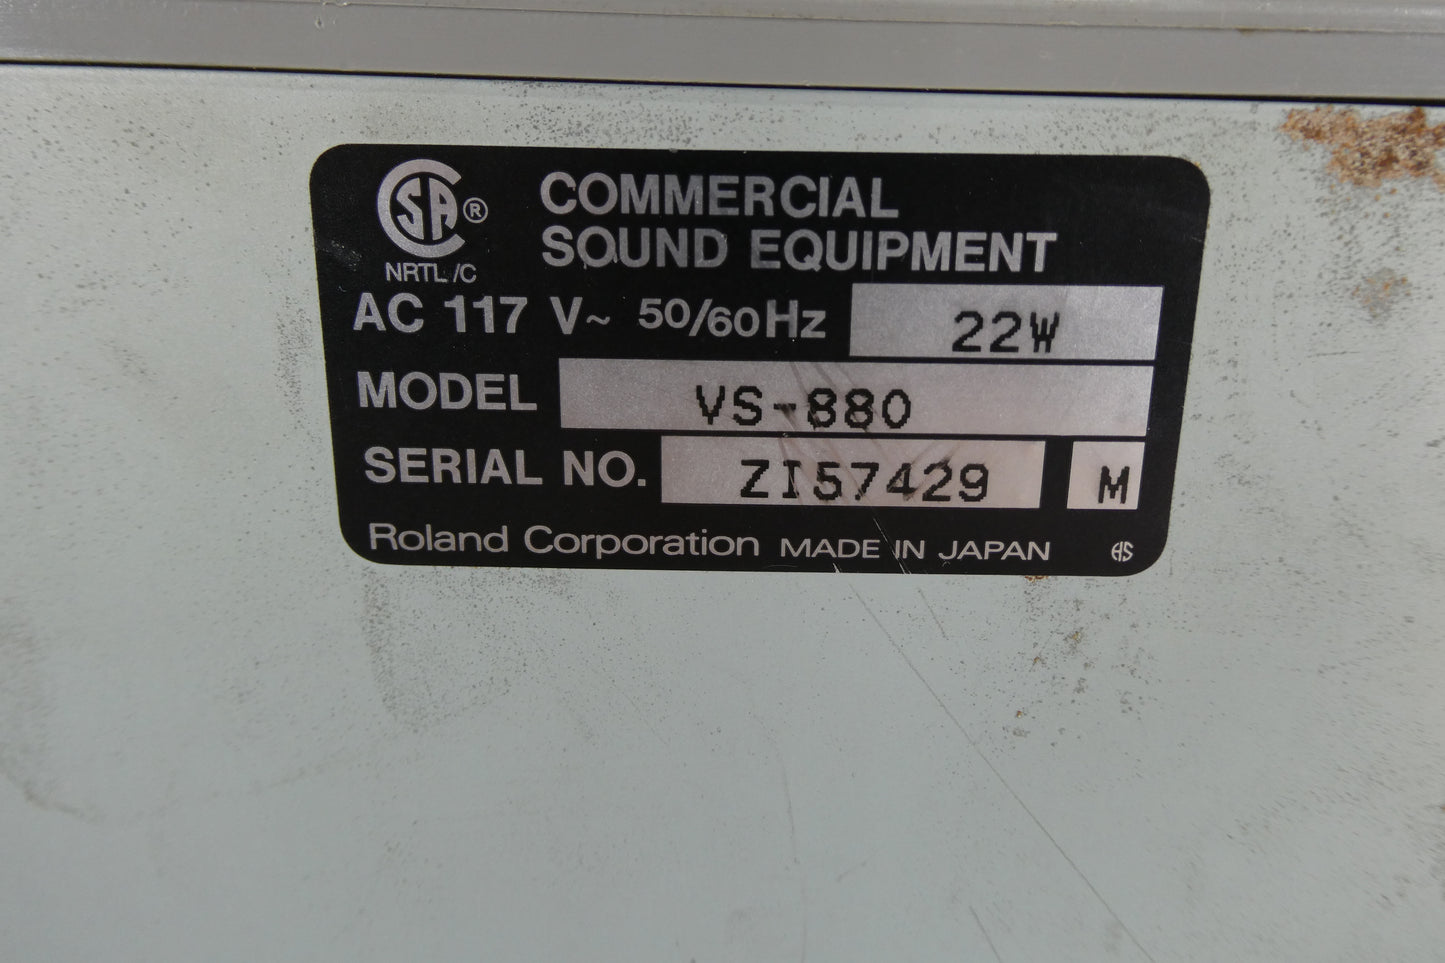 CSA ®
NRTL/C
COMMERCIAL
SOUND EQUIPMENT
AC 117 V~ 50/60Hz 22W
MODEL VS-880
SERIAL NO. ZI57429 M
Roland Corporation MADE IN JAPAN